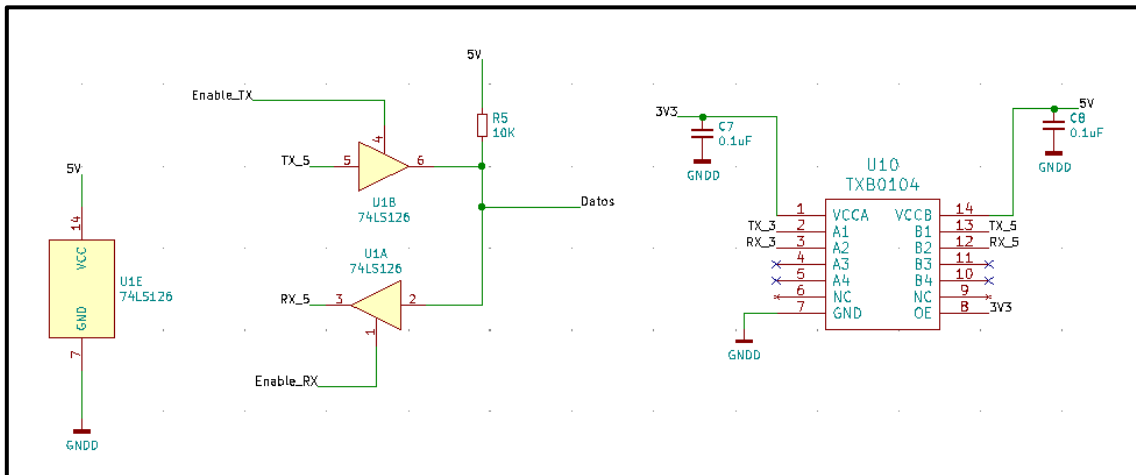 5V
14
VCC
U1E
74LS126
GND
7
GNDD
Enable_TX
4
TX_5
5
6
U1B
74LS126
5V
R5
10K
Datos
U1A
74LS126
RX_5
3
2
1
Enable_RX
3V3
C7
0.1uF
GNDD
5V
C8
0.1uF
GNDD
U10
TXB0104
1 VCCA VCCB 14
TX_3 2 A1 B1 13 TX_5
RX_3 3 A2 B2 12 RX_5
4 A3 B3 11
5 A4 B4 10
6 NC NC 9
7 GND OE 8 3V3
GNDD